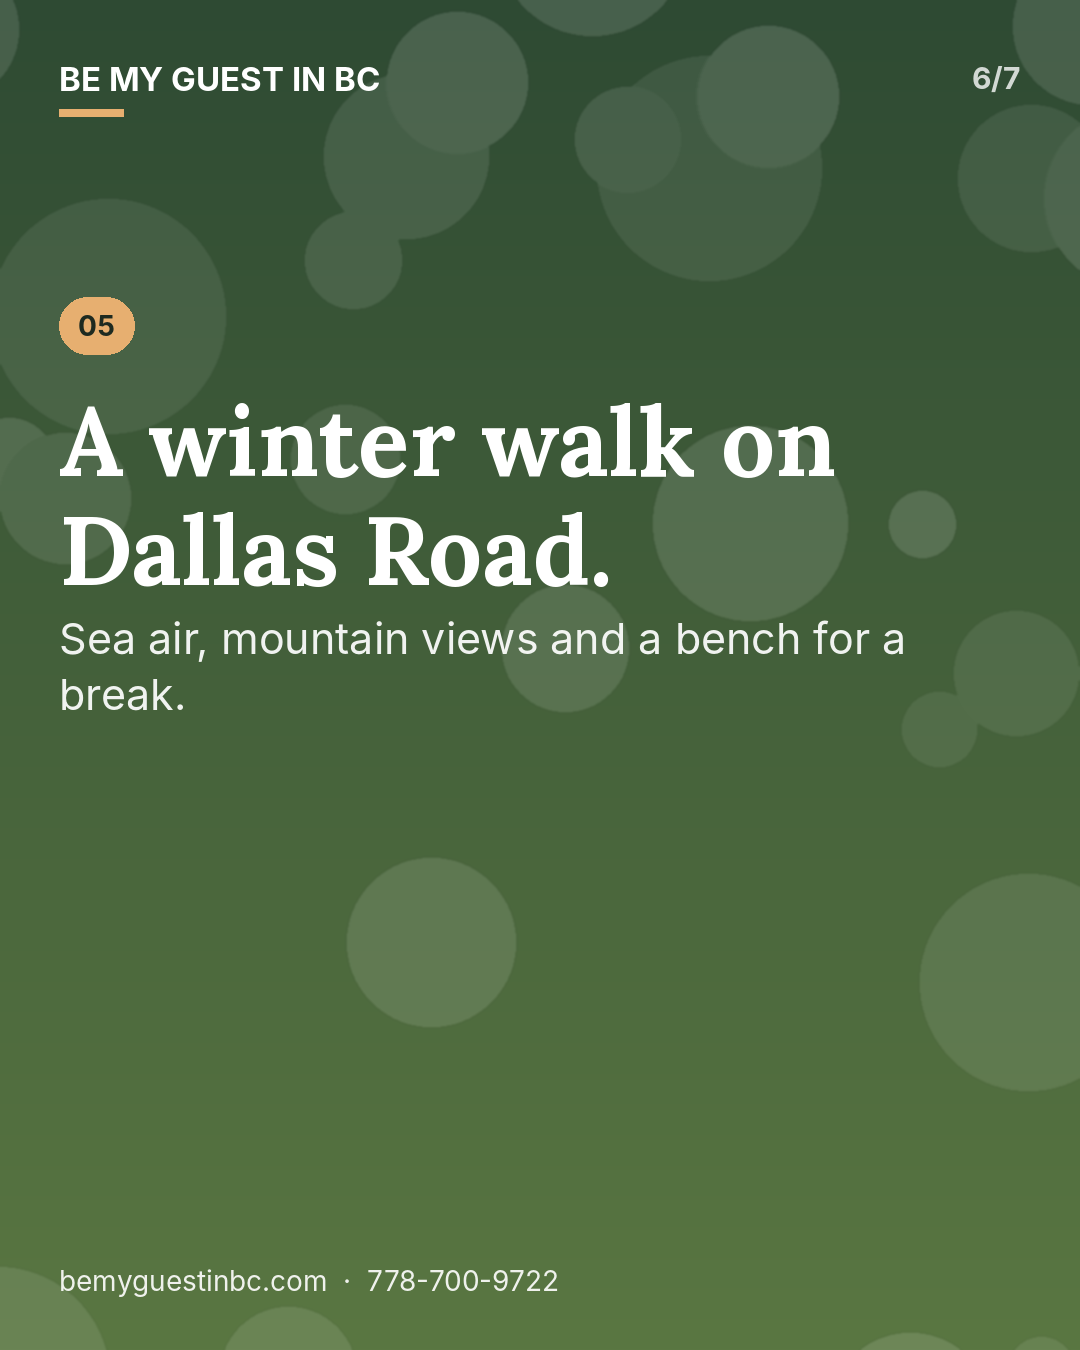 BE MY GUEST IN BC
6/7
05
A winter walk on
Dallas Road.
Sea air, mountain views and a bench for a
break.
bemyguestinbc.com · 778-700-9722